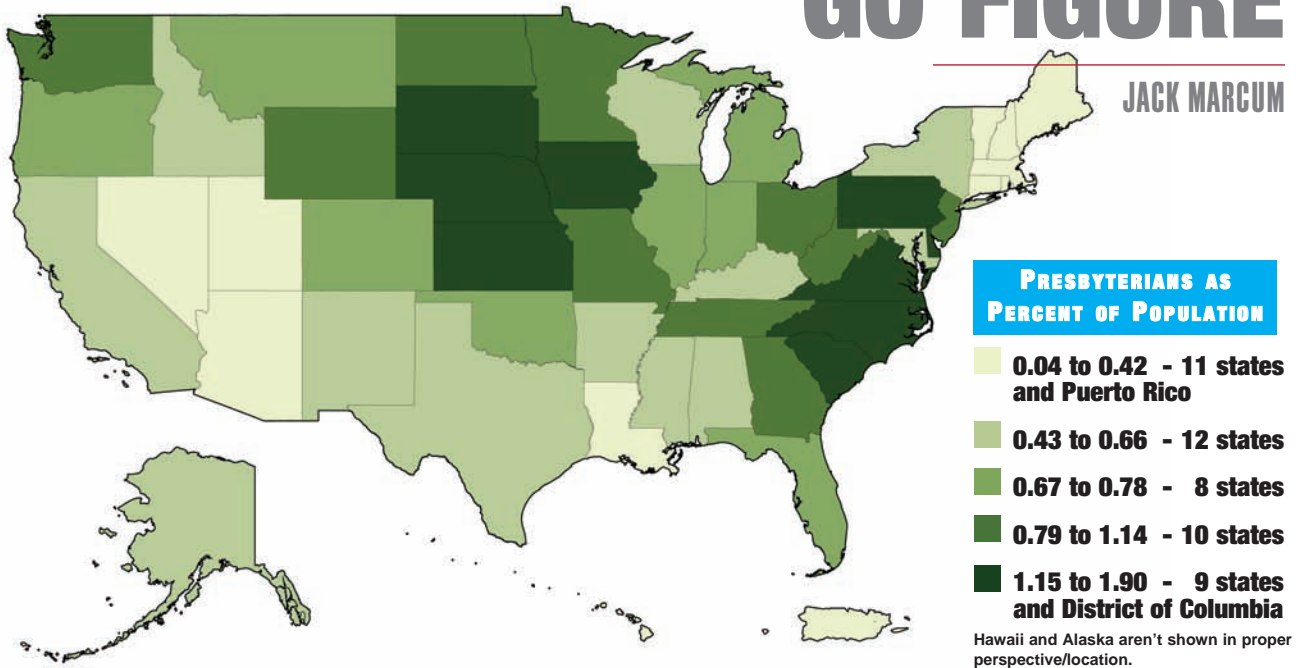 GO FIGURE
JACK MARCUM
PRESBYTERIANS AS
PERCENT OF POPULATION
0.04 to 0.42 - 11 states
and Puerto Rico
0.43 to 0.66 - 12 states
0.67 to 0.78 - 8 states
0.79 to 1.14 - 10 states
1.15 to 1.90 - 9 states
and District of Columbia
Hawaii and Alaska aren't shown in proper
perspective/location.